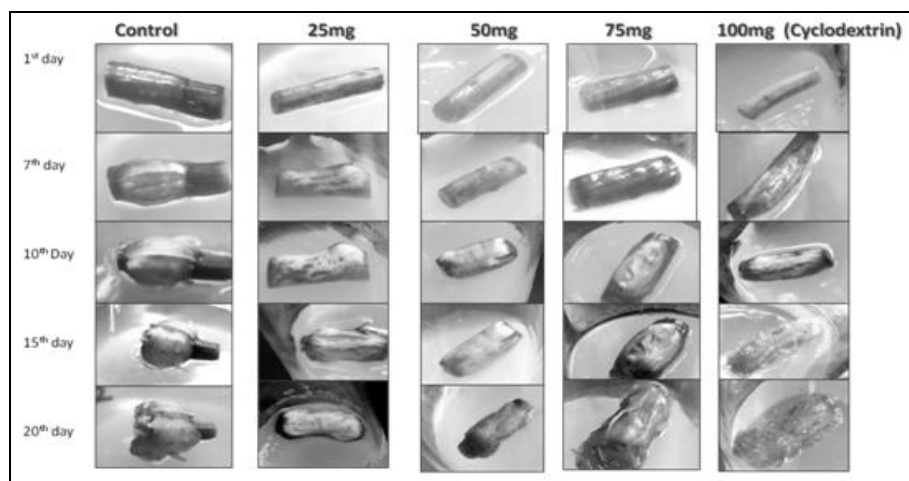 Control 25mg 50mg 75mg 100mg (Cyclodextrin)
1st day
7th day
10th Day
15th day
20th day